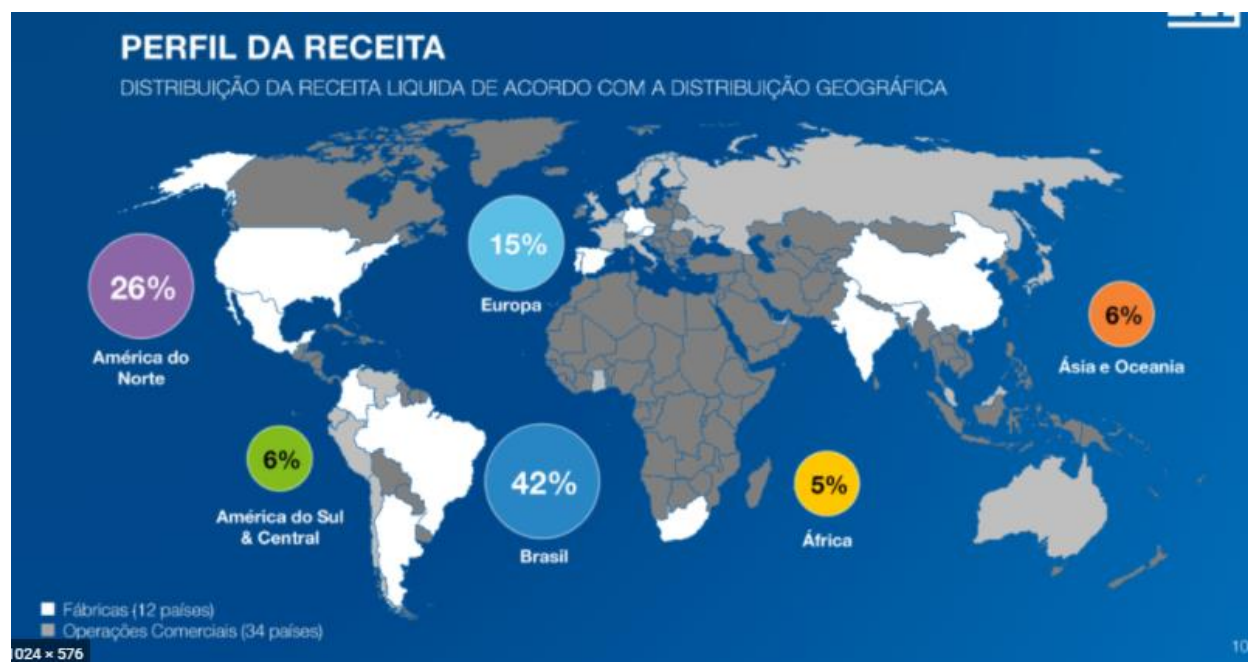 PERFIL DA RECEITA
DISTRIBUIÇÃO DA RECEITA LIQUIDA DE ACORDO COM A DISTRIBUIÇÃO GEOGRÁFICA
26%
América do
Norte
15%
Europa
6%
Ásia e Oceania
6%
América do Sul
& Central
42%
Brasil
5%
África
Fábricas (12 países)
Operações Comerciais (34 países)
1024 × 576
10